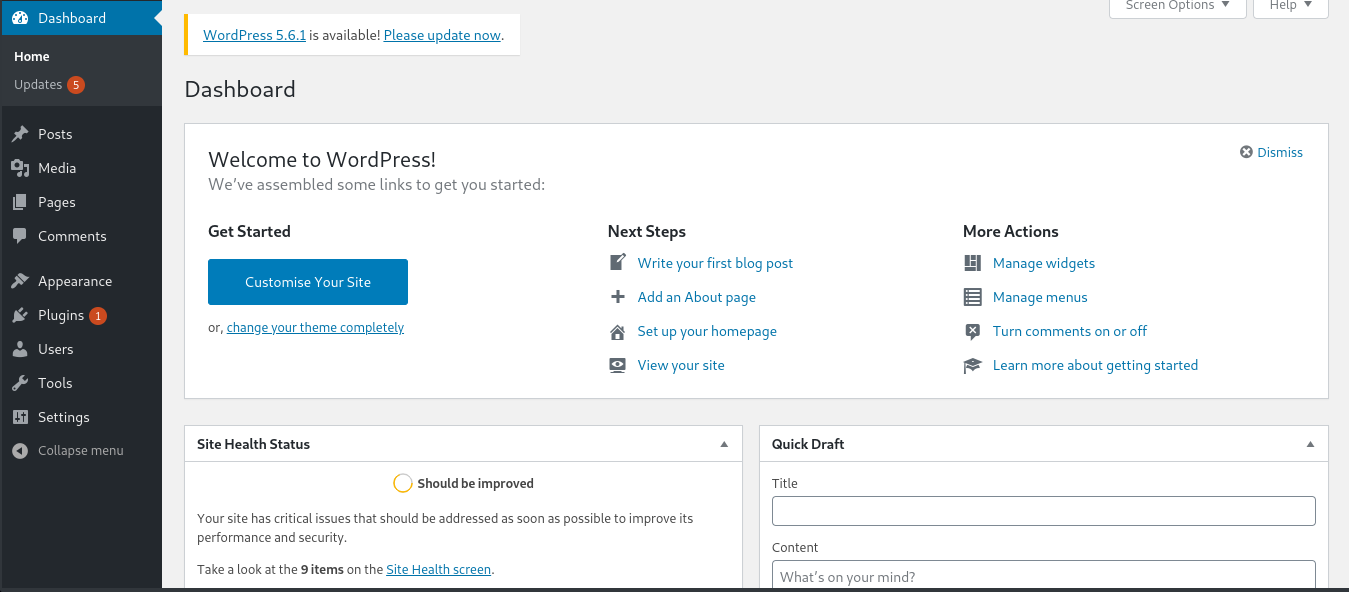 Dashboard
Home
Updates 5
Posts
Media
Pages
Comments
Appearance
Plugins 1
Users
Tools
Settings
Collapse menu
Screen Options
Help
WordPress 5.6.1 is available! Please update now.
Dashboard
Welcome to WordPress!
Dismiss
We've assembled some links to get you started:
Get Started
Customise Your Site
or, change your theme completely
Next Steps
Write your first blog post
Add an About page
Set up your homepage
View your site
More Actions
Manage widgets
Manage menus
Turn comments on or off
Learn more about getting started
Site Health Status
Should be improved
Your site has critical issues that should be addressed as soon as possible to improve its
performance and security.
Take a look at the 9 items on the Site Health screen.
Quick Draft
Title
Content
What's on your mind?